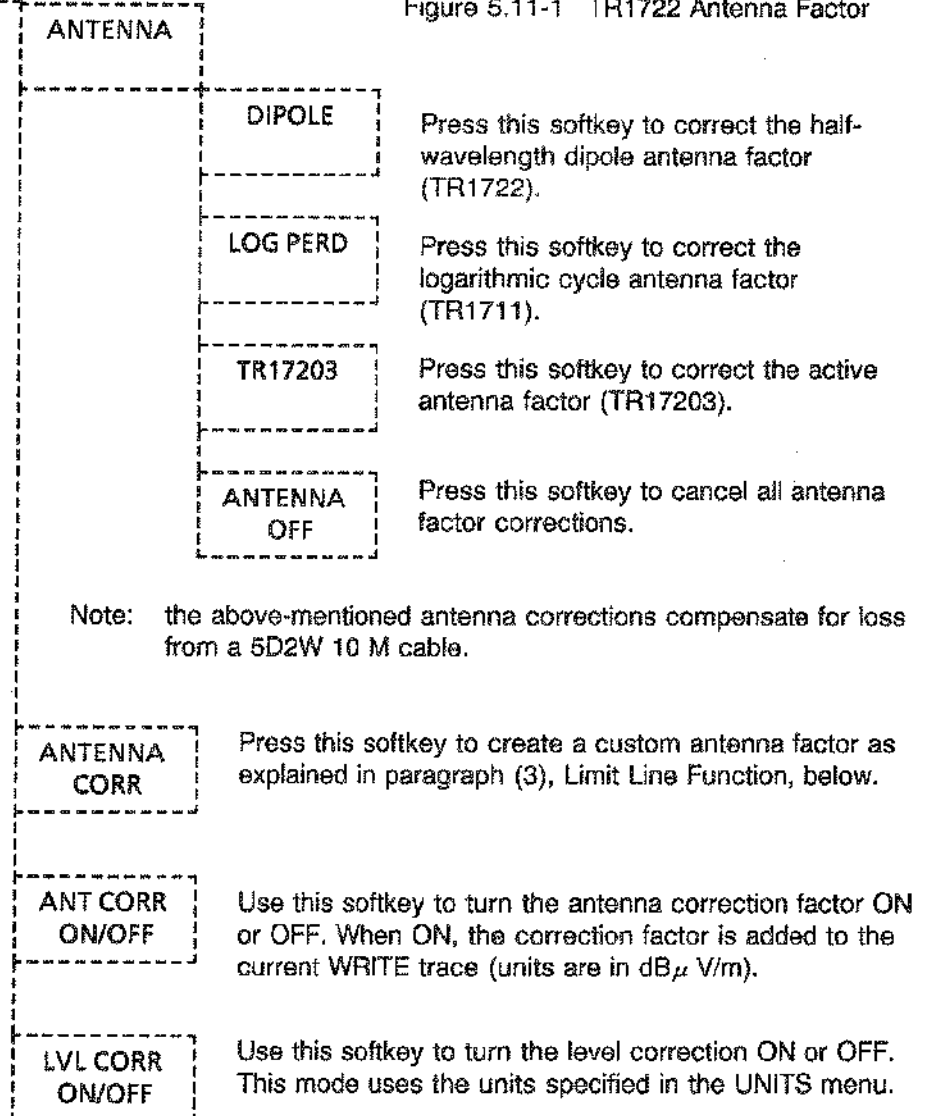 Figure 5.11-1 TR1722 Antenna Factor
ANTENNA
DIPOLE
Press this softkey to correct the half-
wavelength dipole antenna factor
(TR1722).
LOG PERD
Press this softkey to correct the
logarithmic cycle antenna factor
(TR1711).
TR17203
Press this softkey to correct the active
antenna factor (TR17203).
ANTENNA
OFF
Press this softkey to cancel all antenna
factor corrections.
Note: the above-mentioned antenna corrections compensate for loss
from a 5D2W 10 M cable.
ANTENNA
CORR
Press this softkey to create a custom antenna factor as
explained in paragraph (3), Limit Line Function, below.
ANT CORR
ON/OFF
Use this softkey to turn the antenna correction factor ON
or OFF. When ON, the correction factor is added to the
current WRITE trace (units are in dBμ V/m).
LVL CORR
ON/OFF
Use this softkey to turn the level correction ON or OFF.
This mode uses the units specified in the UNITS menu.